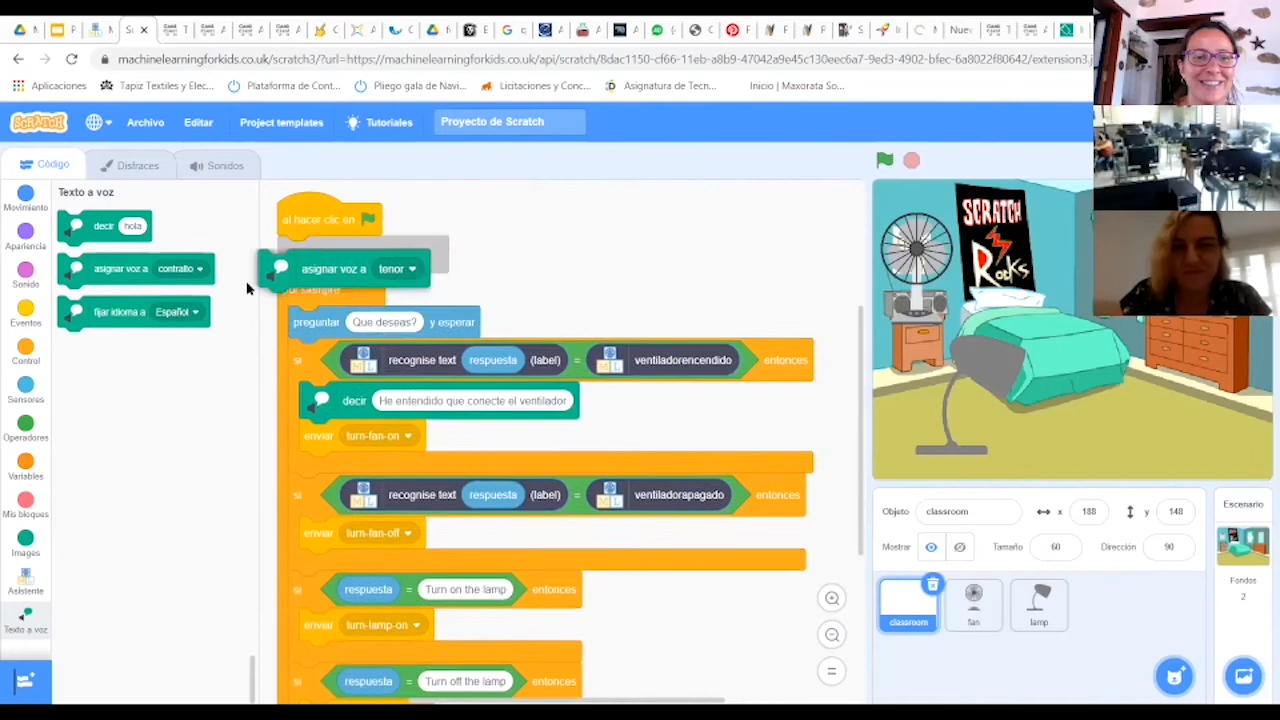 machinelearningforkids.co.uk/scratch3/?url=https://machinelearningforkids.co.uk/api/scratch/8dac1150-cf66-11eb-a8b9-47042a9e45c130eec6a7-9ed3-4902-bfec-6a8022f80642/extension3.j
Aplicaciones
Tapiz Textiles y Elec...
Plataforma de Cont...
Pliego gala de Navi...
Licitaciones y Conc...
Asignatura de Tecn...
Inicio | Maxorata So...
SCRATCH
Archivo
Editar
Project templates
Tutoriales
Proyecto de Scratch
Código
Disfraces
Sonidos
Movimiento
Apariencia
Sonido
Eventos
Control
Sensores
Operadores
Variables
Mis bloques
Images
Asistente
Texto a voz
Texto a voz
decir hola
asignar voz a contralto
fijar idioma a Español
al hacer clic en
asignar voz a tenor
por siempre
preguntar Que deseas? y esperar
si recognise text respuesta (label) = ventiladorencendido entonces
decir He entendido que conecte el ventilador
enviar turn-fan-on
si recognise text respuesta (label) = ventiladorapagado entonces
enviar turn-fan-off
si respuesta = Turn on the lamp entonces
enviar turn-lamp-on
si respuesta = Turn off the lamp entonces
SCRATCH
Rocks
Objeto classroom x 188 y 148
Mostrar Tamaño 60 Dirección 90
classroom
fan
lamp
Escenario
Fondos
2